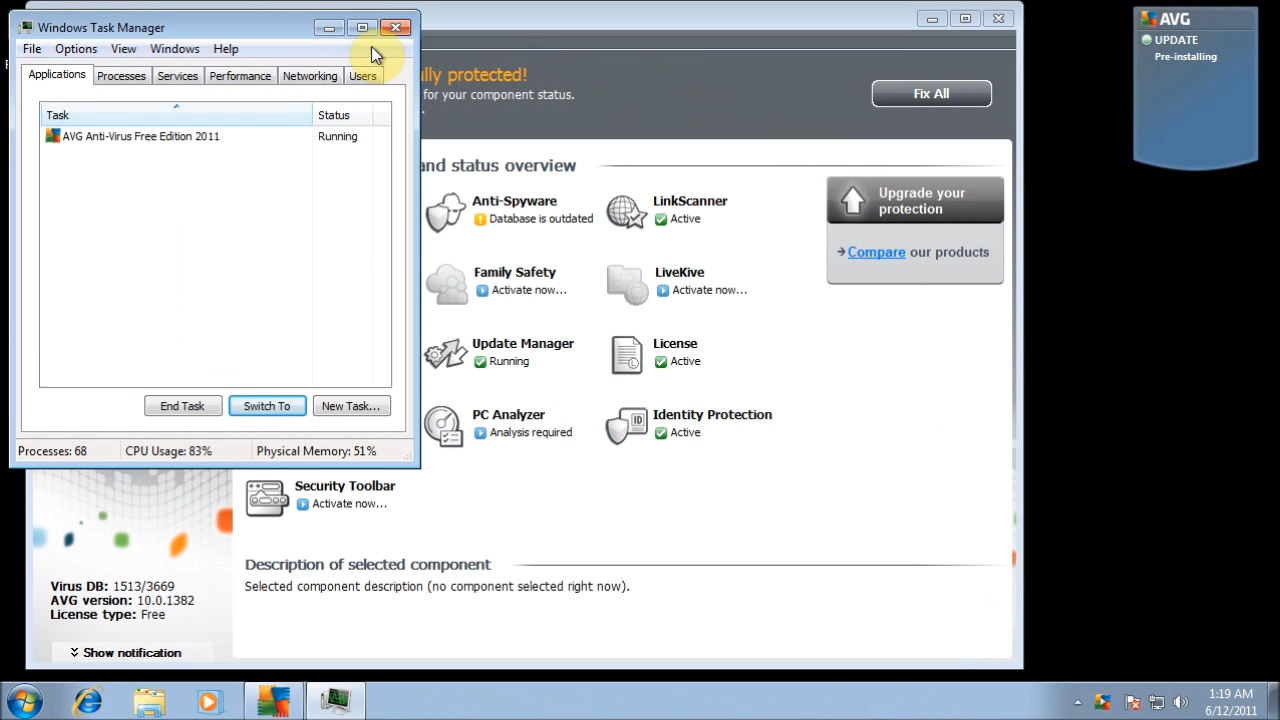 Windows Task Manager
File Options View Windows Help
Applications Processes Services Performance Networking Users
Task Status
AVG Anti-Virus Free Edition 2011 Running
End Task Switch To New Task...
Processes: 68 CPU Usage: 83% Physical Memory: 51%
lly protected!
for your component status.
Fix All
and status overview
Anti-Spyware
Database is outdated
LinkScanner
Active
Family Safety
Activate now...
LiveKive
Activate now...
Update Manager
Running
License
Active
PC Analyzer
Analysis required
Identity Protection
Active
Security Toolbar
Activate now...
Upgrade your
protection
Compare our products
Description of selected component
Selected component description (no component selected right now).
Virus DB: 1513/3669
AVG version: 10.0.1382
License type: Free
Show notification
AVG
UPDATE
Pre-installing
1:19 AM
6/12/2011